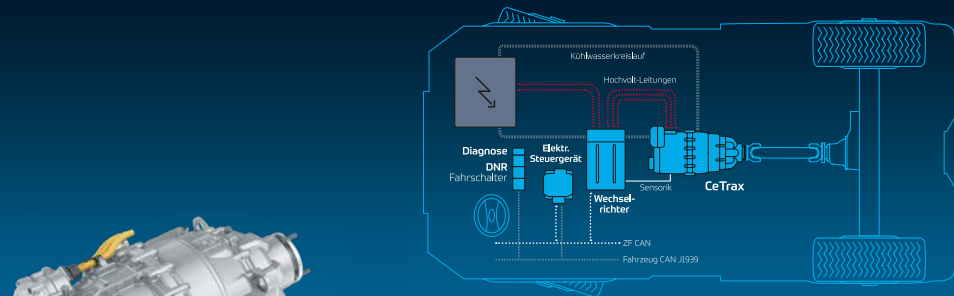 Kühlwasserkreislauf
Hochvolt-Leitungen
Diagnose
DNR
Fahrschalter
Elektr.
Steuergerät
Wechsel-
richter
Sensorik
CeTrax
ZF CAN
Fahrzeug CAN J1939